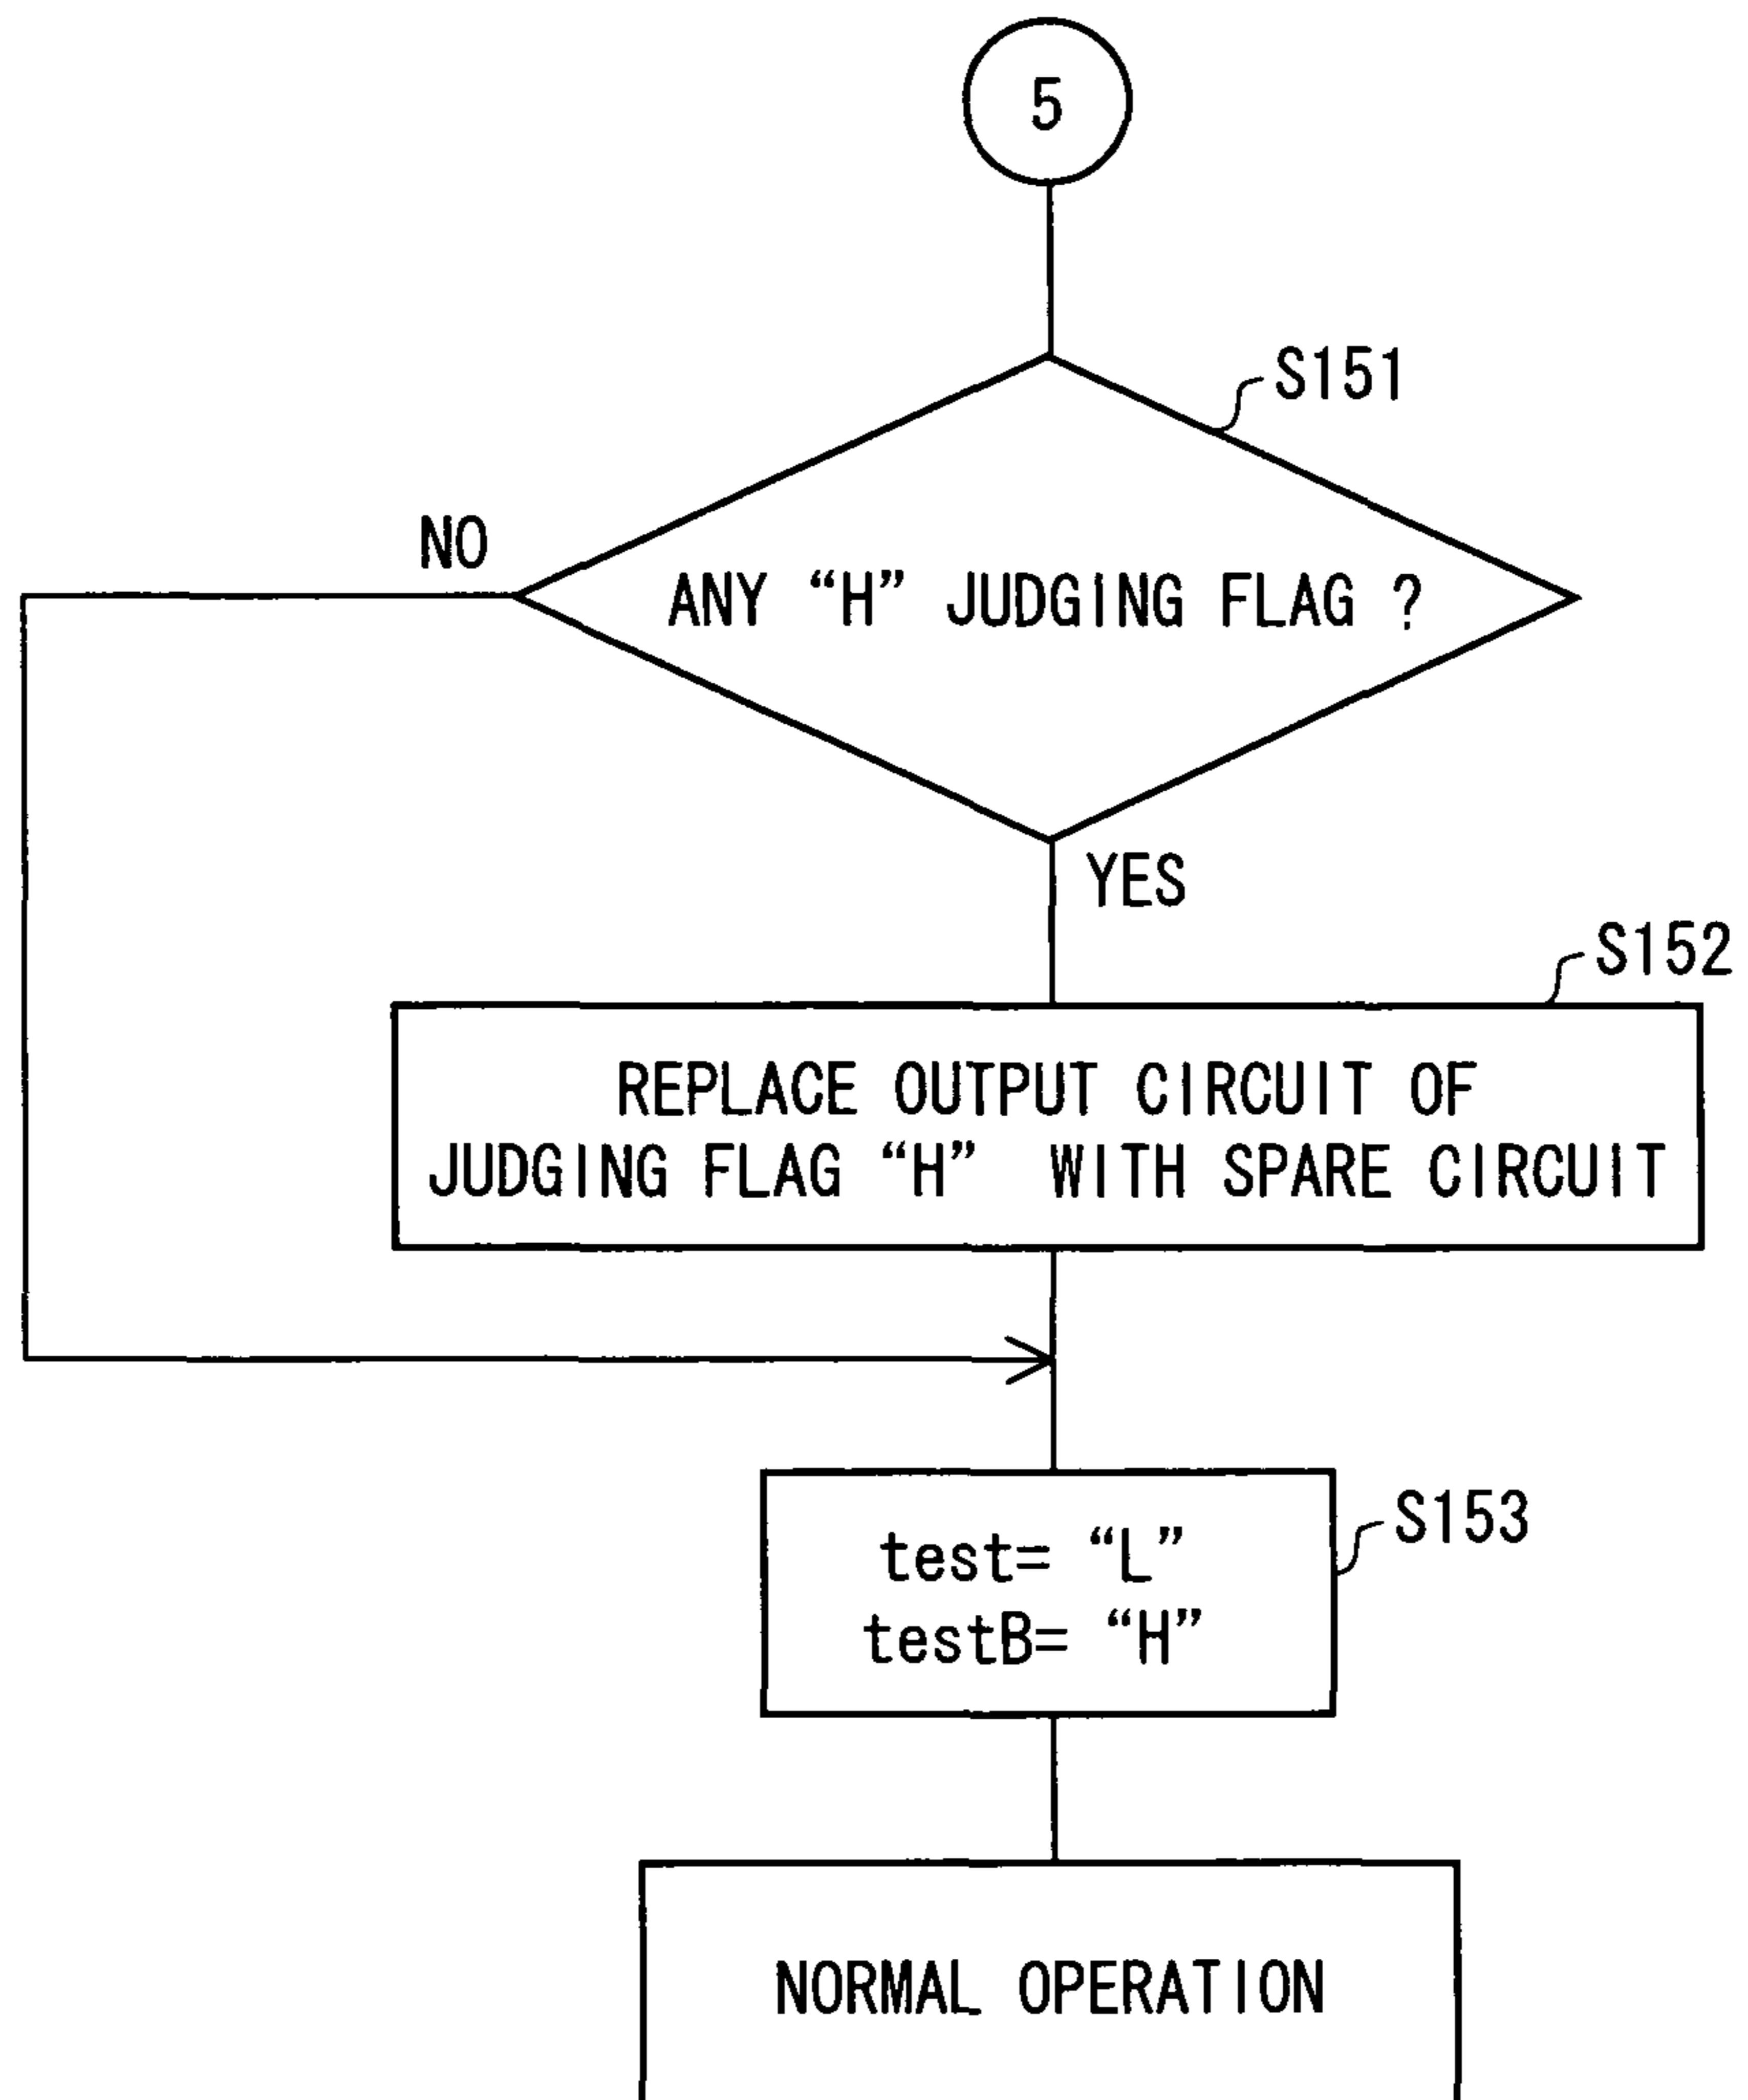 5
S151
NO
ANY “H” JUDGING FLAG ?
YES
S152
REPLACE OUTPUT CIRCUIT OF
JUDGING FLAG “H” WITH SPARE CIRCUIT
S153
test= “L”
testB= “H”
NORMAL OPERATION